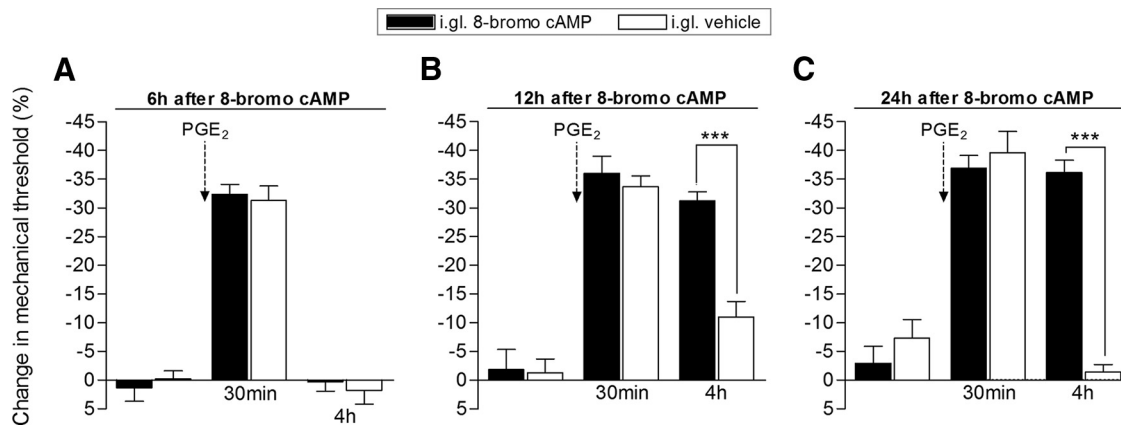 i.gl. 8-bromo cAMP i.gl. vehicle
A B C
6h after 8-bromo cAMP 12h after 8-bromo cAMP 24h after 8-bromo cAMP
Change in mechanical threshold (%)
-45 -45 -45
PGE2 PGE2 *** PGE2 ***
-40 -40 -40
-35 -35 -35
-30 -30 -30
-25 -25 -25
-20 -20 -20
-15 -15 -15
-10 -10 -10
-5 -5 -5
0 0 0
30min 30min 4h 30min 4h
5 4h 5 5